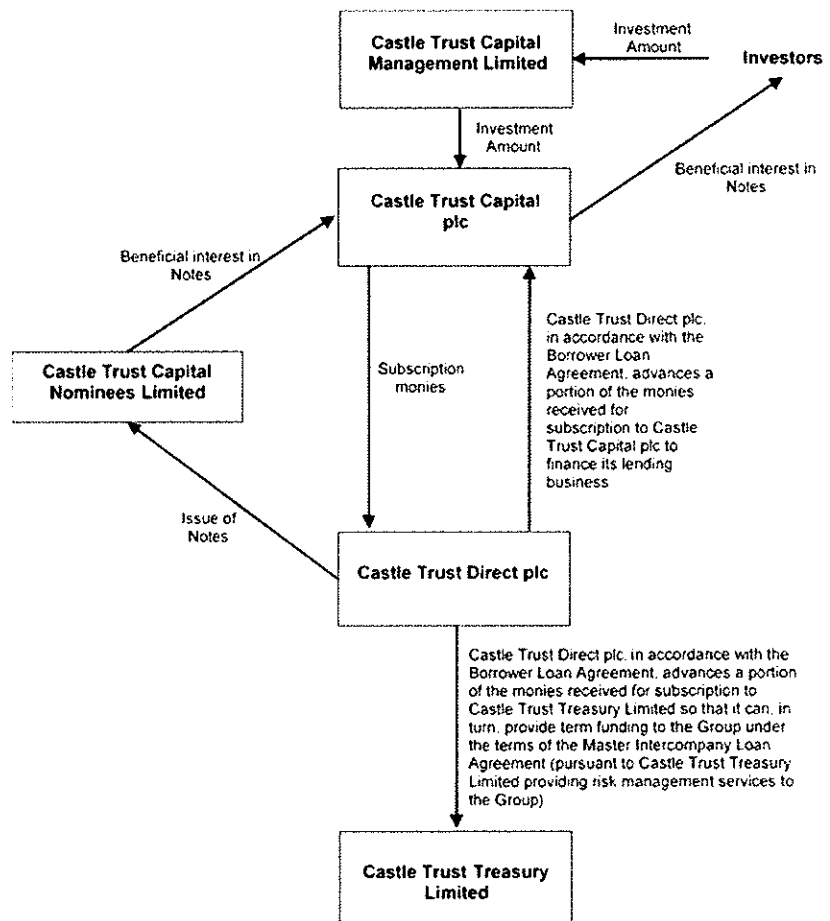 Castle Trust Capital
Management Limited
Investment
Amount
Investors
Investment
Amount
Castle Trust Capital
plc
Beneficial interest in
Notes
Beneficial interest in
Notes
Castle Trust Capital
Nominees Limited
Subscription
monies
Castle Trust Direct plc,
in accordance with the
Borrower Loan
Agreement, advances a
portion of the monies
received for
subscription to Castle
Trust Capital plc to
finance its lending
business
Issue of
Notes
Castle Trust Direct plc
Castle Trust Direct plc, in accordance with the
Borrower Loan Agreement, advances a portion
of the monies received for subscription to
Castle Trust Treasury Limited so that it can, in
turn, provide term funding to the Group under
the terms of the Master Intercompany Loan
Agreement (pursuant to Castle Trust Treasury
Limited providing risk management services to
the Group)
Castle Trust Treasury
Limited